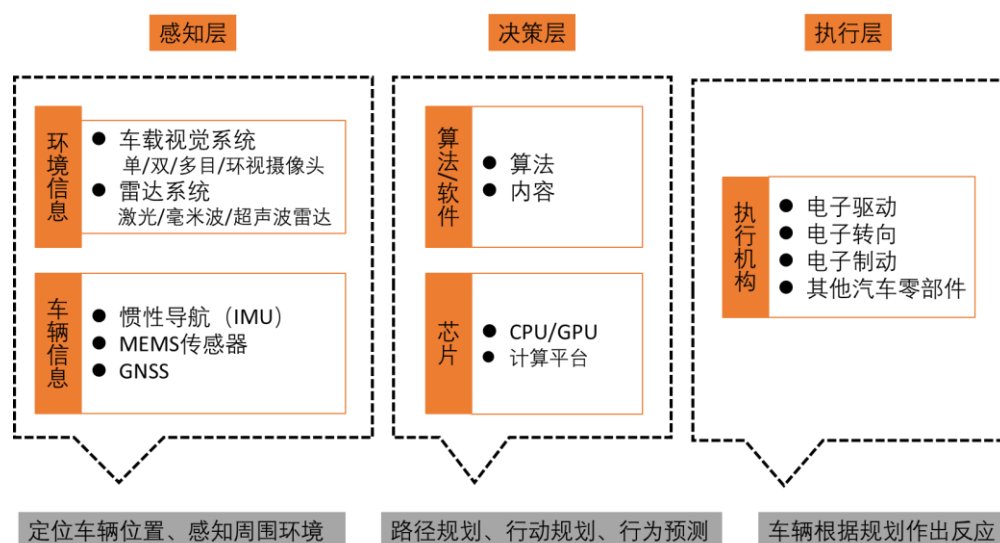 感知层
环境信息
● 车载视觉系统
单/双/多目/环视摄像头
● 雷达系统
激光/毫米波/超声波雷达
车辆信息
● 惯性导航（IMU）
● MEMS传感器
● GNSS
定位车辆位置、感知周围环境
决策层
算法/软件
● 算法
● 内容
芯片
● CPU/GPU
● 计算平台
路径规划、行动规划、行为预测
执行层
执行机构
● 电子驱动
● 电子转向
● 电子制动
● 其他汽车零部件
车辆根据规划作出反应